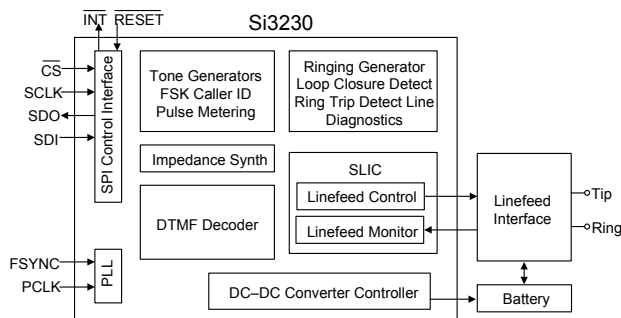 Si3230
INT RESET
CS
SCLK
SDO
SDI
SPI Control Interface
Tone Generators
FSK Caller ID
Pulse Metering
Ringing Generator
Loop Closure Detect
Ring Trip Detect Line
Diagnostics
Impedance Synth
SLIC
Linefeed Control
Linefeed Monitor
DTMF Decoder
Linefeed
Interface
Tip
Ring
FSYNC
PCLK
PLL
DC–DC Converter Controller
Battery